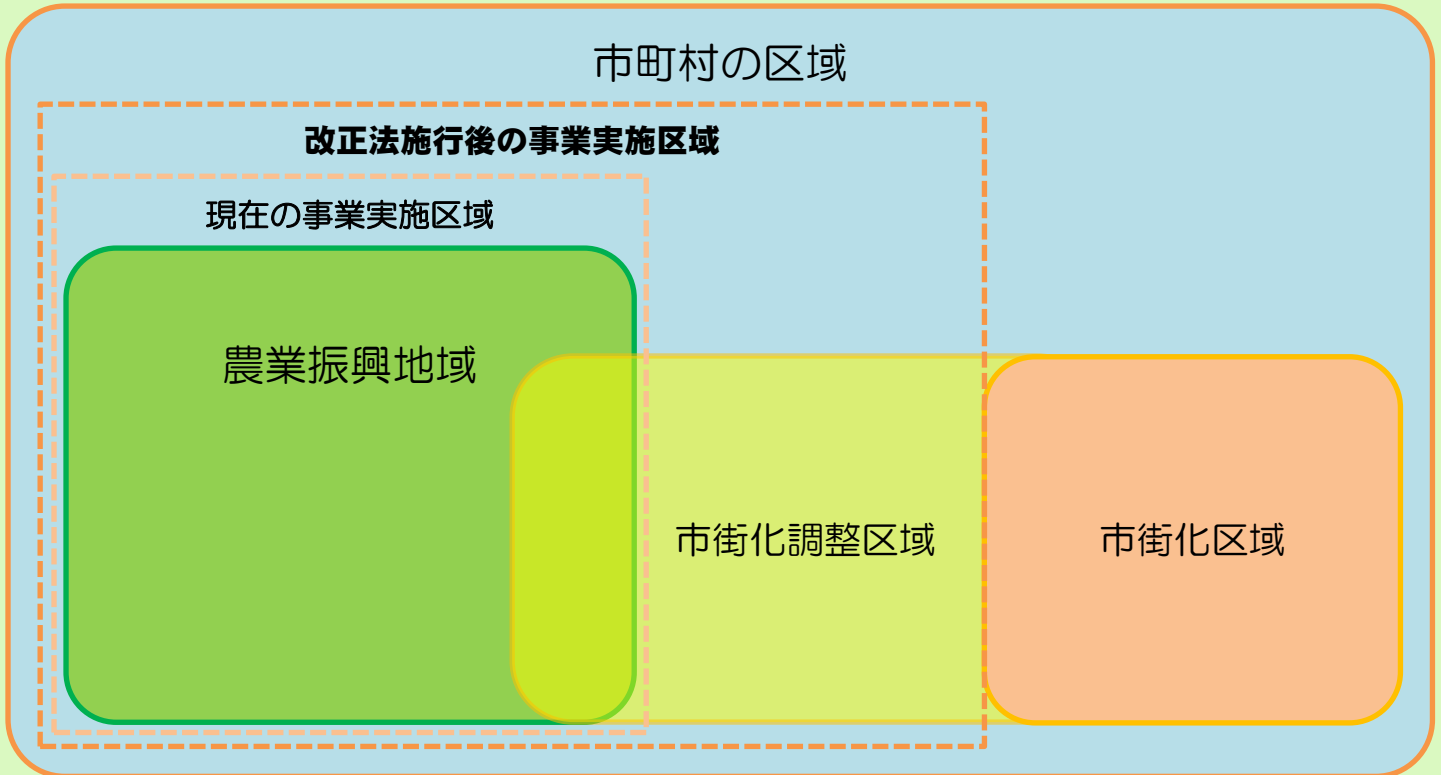 市町村の区域
改正法施行後の事業実施区域
現在の事業実施区域
農業振興地域
市街化調整区域
市街化区域